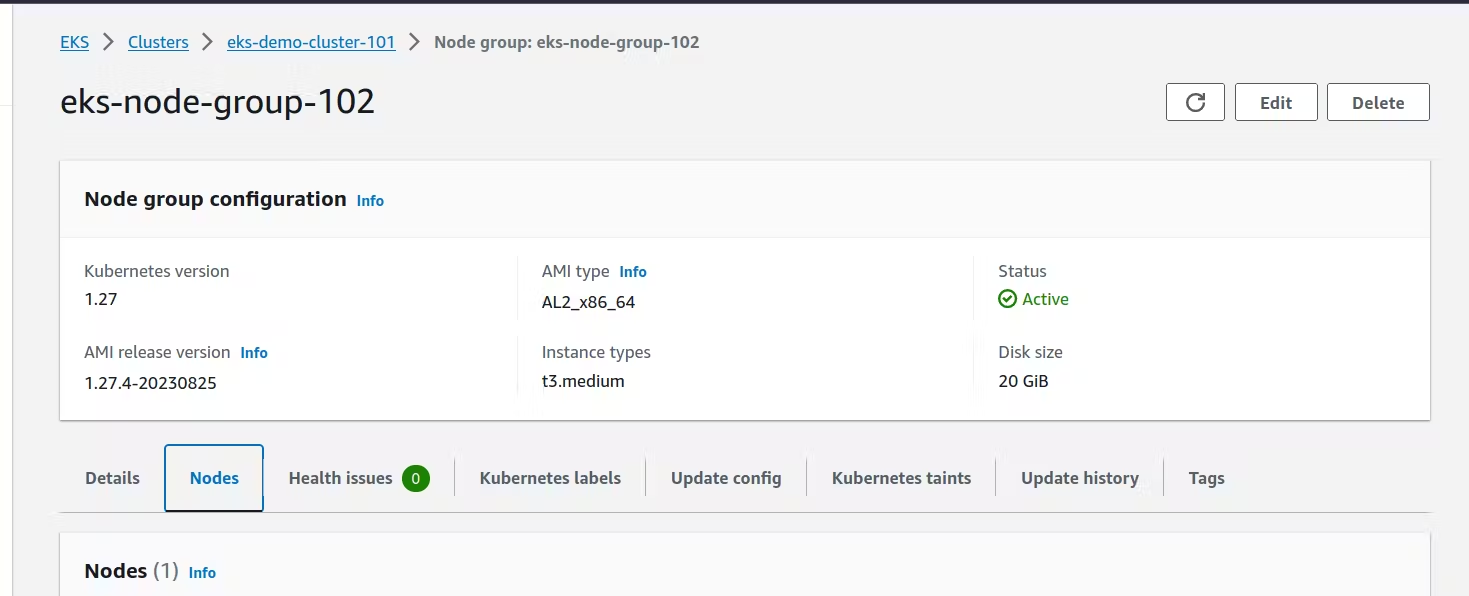 EKS > Clusters > eks-demo-cluster-101 > Node group: eks-node-group-102
eks-node-group-102
Edit
Delete
Node group configuration Info
Kubernetes version
1.27
AMI type Info
AL2_x86_64
Status
Active
AMI release version Info
1.27.4-20230825
Instance types
t3.medium
Disk size
20 GiB
Details Nodes Health issues 0 Kubernetes labels Update config Kubernetes taints Update history Tags
Nodes (1) Info